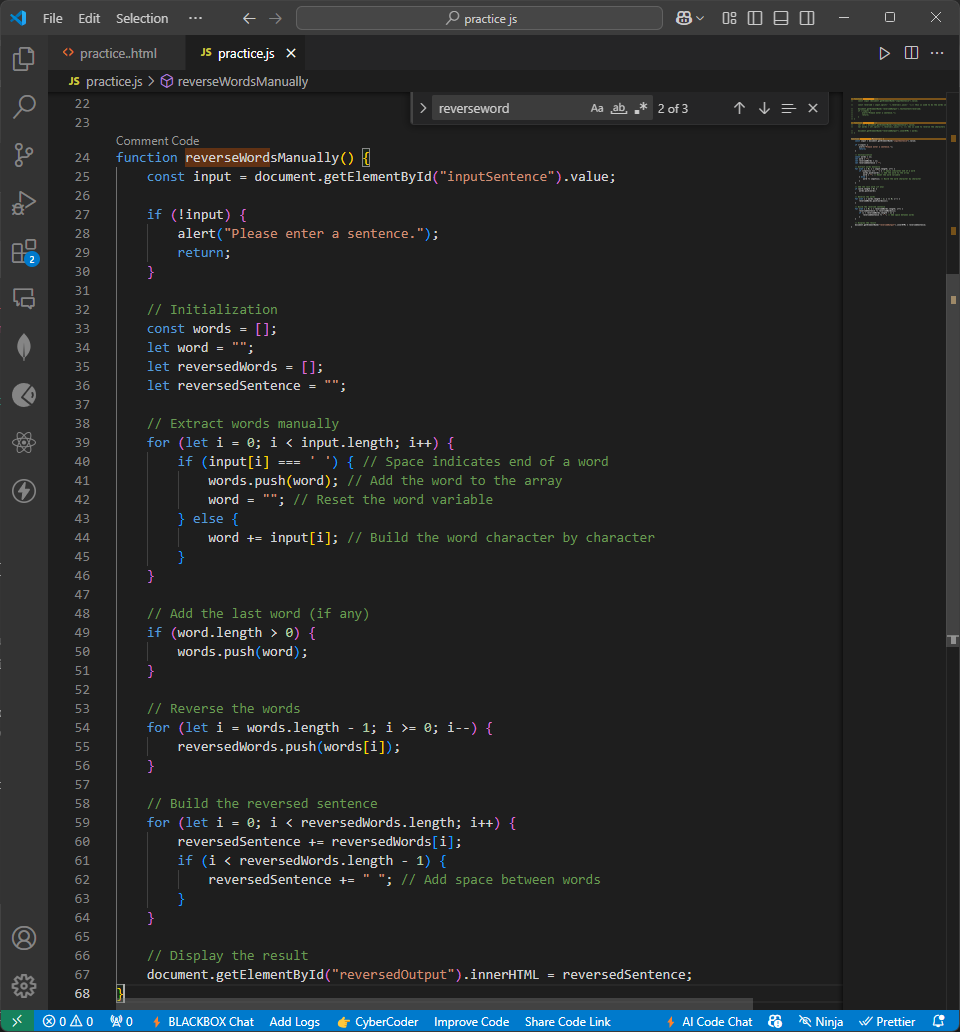 File Edit Selection ··· practice js
<> practice..html JS practice.js
JS practice.js > reverseWordsManually
reverseword Aa ab .* 2 of 3
22
23
Comment Code
24 function reverseWordsManually() {
25 const input = document.getElementById("inputSentence").value;
26
27 if (!input) {
28 alert("Please enter a sentence.");
29 return;
30 }
31
32 // Initialization
33 const words = [];
34 let word = "";
35 let reversedWords = [];
36 let reversedSentence = "";
37
38 // Extract words manually
39 for (let i = 0; i < input.length; i++) {
40 if (input[i] === ' ') { // Space indicates end of a word
41 words.push(word); // Add the word to the array
42 word = ""; // Reset the word variable
43 } else {
44 word += input[i]; // Build the word character by character
45 }
46 }
47
48 // Add the last word (if any)
49 if (word.length > 0) {
50 words.push(word);
51 }
52
53 // Reverse the words
54 for (let i = words.length - 1; i >= 0; i--) {
55 reversedWords.push(words[i]);
56 }
57
58 // Build the reversed sentence
59 for (let i = 0; i < reversedWords.length; i++) {
60 reversedSentence += reversedWords[i];
61 if (i < reversedWords.length - 1) {
62 reversedSentence += " "; // Add space between words
63 }
64 }
65
66 // Display the result
67 document.getElementById("reversedOutput").innerHTML = reversedSentence;
68 }
2
0 0 0 BLACKBOX Chat Add Logs CyberCoder Improve Code Share Code Link AI Code Chat Ninja Prettier